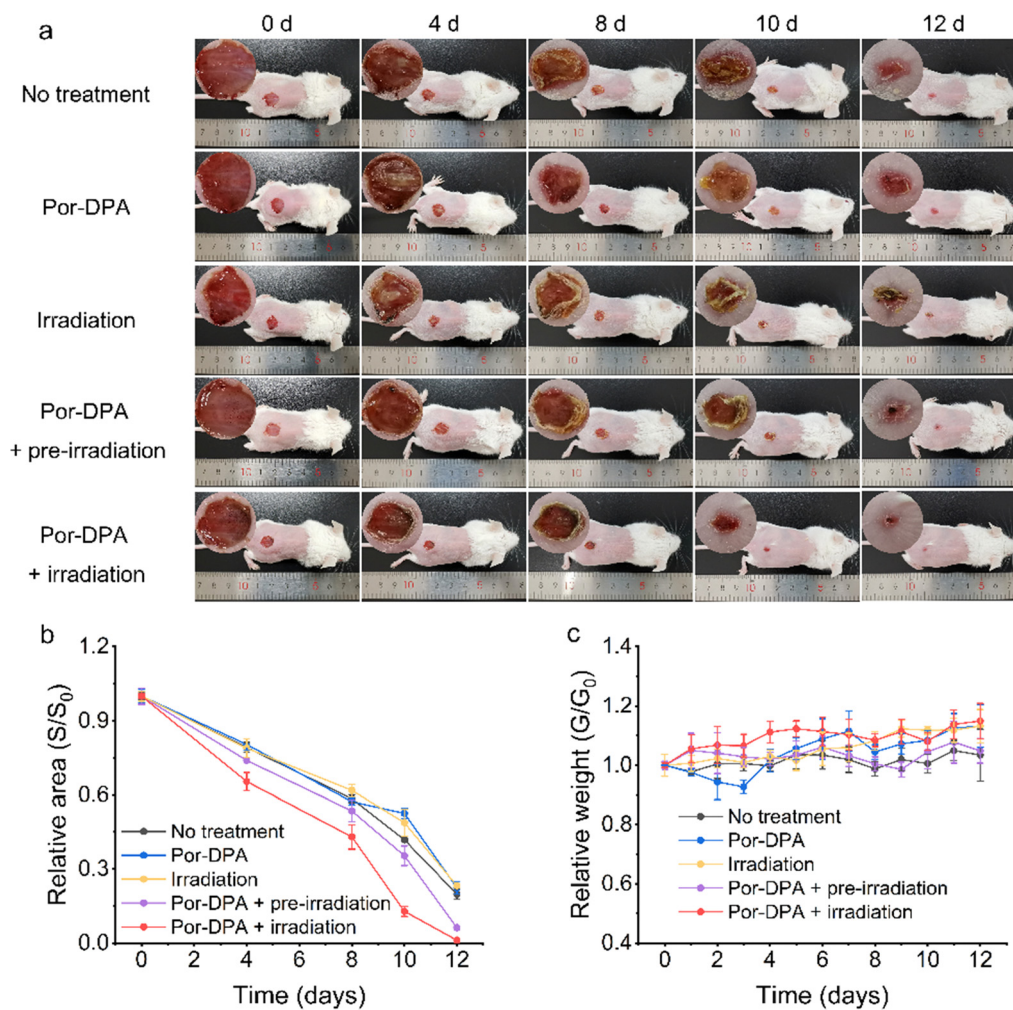 a
0 d 4 d 8 d 10 d 12 d
No treatment
Por-DPA
Irradiation
Por-DPA
+ pre-irradiation
Por-DPA
+ irradiation
b
1.2
0.9
0.6
0.3
0.0
Relative area (S/S₀)
No treatment
Por-DPA
Irradiation
Por-DPA + pre-irradiation
Por-DPA + irradiation
0 2 4 6 8 10 12
Time (days)
c
1.4
1.2
1.0
0.8
0.6
0.4
Relative weight (G/G₀)
No treatment
Por-DPA
Irradiation
Por-DPA + pre-irradiation
Por-DPA + irradiation
0 2 4 6 8 10 12
Time (days)